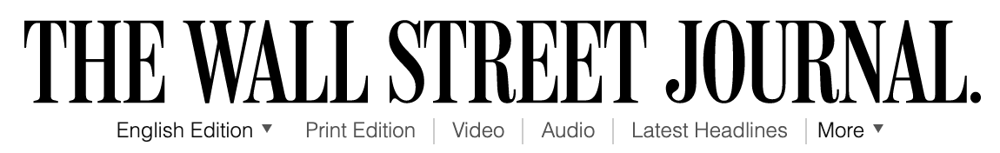 THE WALL STREET JOURNAL.
English Edition Print Edition Video Audio Latest Headlines More